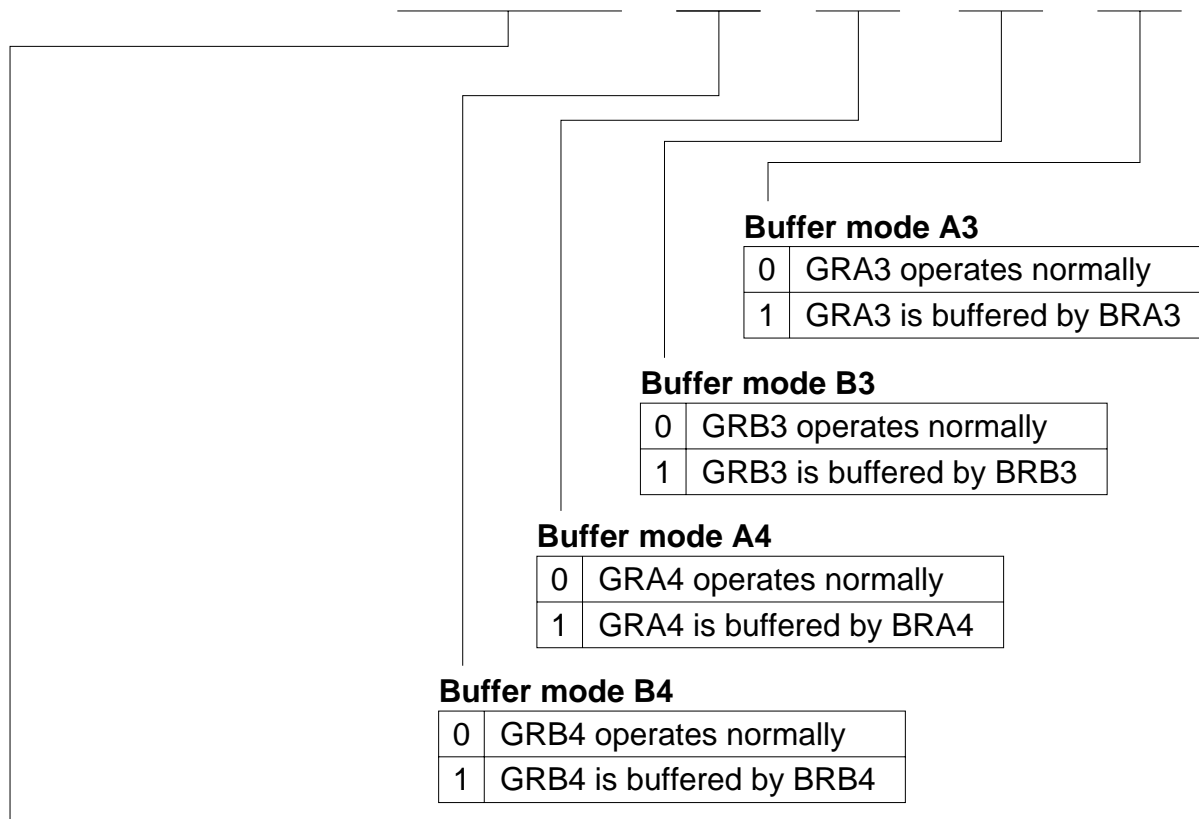 Buffer mode A3
0 GRA3 operates normally
1 GRA3 is buffered by BRA3
Buffer mode B3
0 GRB3 operates normally
1 GRB3 is buffered by BRB3
Buffer mode A4
0 GRA4 operates normally
1 GRA4 is buffered by BRA4
Buffer mode B4
0 GRB4 operates normally
1 GRB4 is buffered by BRB4